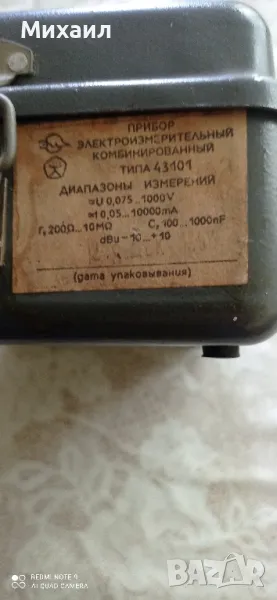 Михаил
ПРИБОР
ЭЛЕКТРОИЗМЕРИТЕЛЬНЫЙ
КОМБИНИРОВАННЫЙ
ТИПА 43101
ДИАПАЗОНЫ ИЗМЕРЕНИЙ
≂U 0,075...1000V
≂I 0,05...10000mA
r, 200Ω...10MΩ C, 100...1000nF
dBu -10...+10
(дата упаковывания)
REDMI NOTE 9
AI QUAD CAMERA
BAZAR